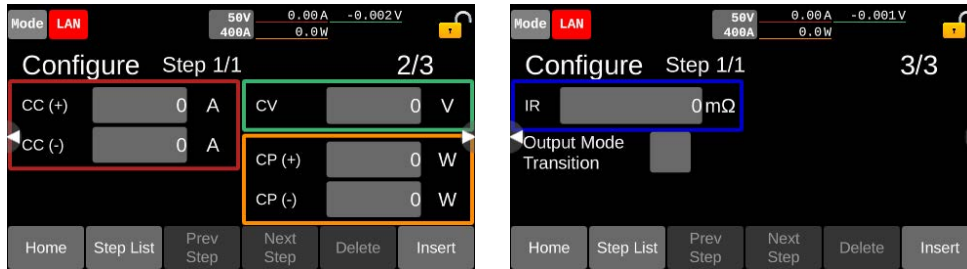 Mode LAN 50V 400A 0.00A -0.002V 0.0W
Configure Step 1/1 2/3
CC (+) 0 A CV 0 V
CC (-) 0 A CP (+) 0 W
CP (-) 0 W
Home Step List Prev Step Next Step Delete Insert
Mode LAN 50V 400A 0.00A -0.001V 0.0W
Configure Step 1/1 3/3
IR 0 mΩ
Output Mode
Transition
Home Step List Prev Step Next Step Delete Insert